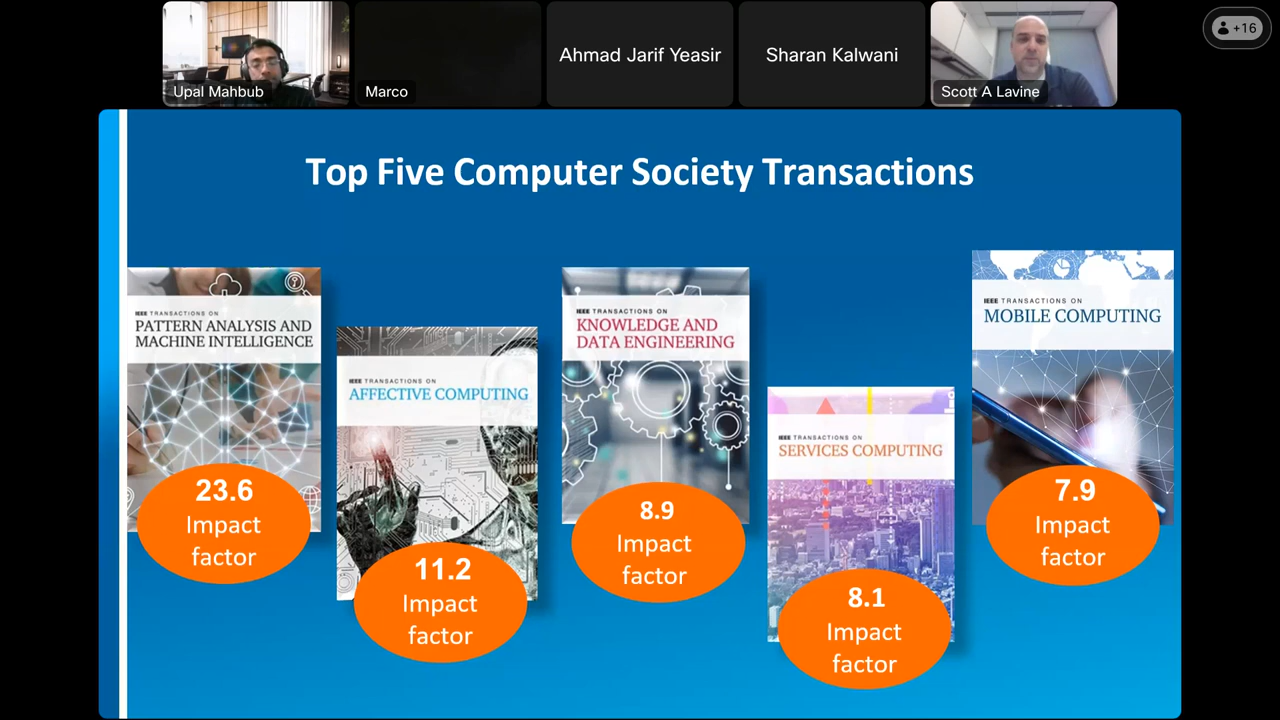 Upal Mahbub
Marco
Ahmad Jarif Yeasir
Sharan Kalwani
Scott A Lavine
+16
Top Five Computer Society Transactions
IEEE TRANSACTIONS ON
PATTERN ANALYSIS AND
MACHINE INTELLIGENCE
23.6
Impact
factor
IEEE TRANSACTIONS ON
AFFECTIVE COMPUTING
11.2
Impact
factor
IEEE TRANSACTIONS ON
KNOWLEDGE AND
DATA ENGINEERING
8.9
Impact
factor
IEEE TRANSACTIONS ON
SERVICES COMPUTING
8.1
Impact
factor
IEEE TRANSACTIONS ON
MOBILE COMPUTING
7.9
Impact
factor